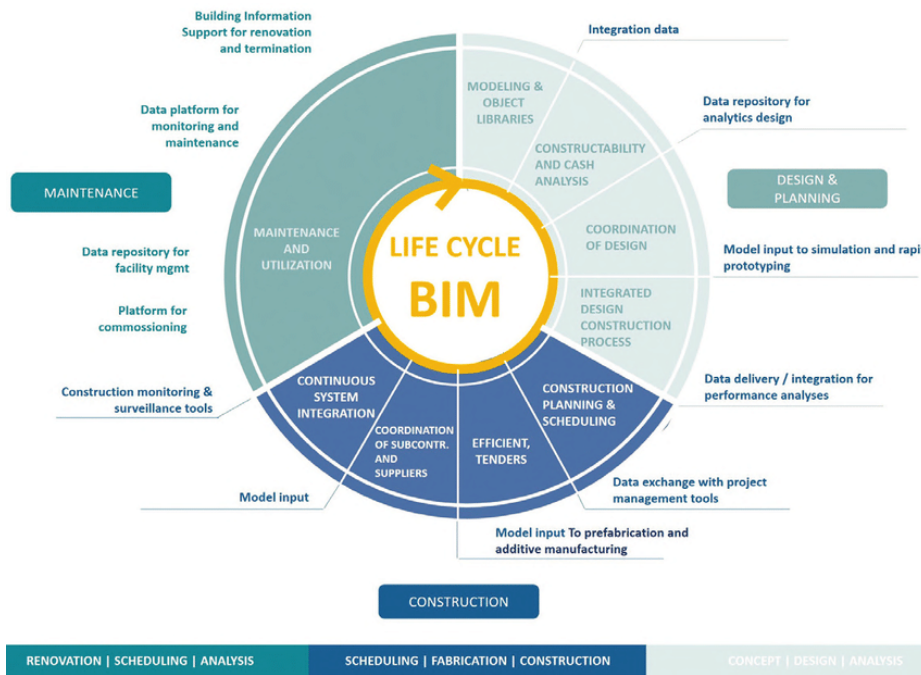 Building Information
Support for renovation
and termination
Integration data
MODELING &
OBJECT
LIBRARIES
Data platform for
monitoring and
maintenance
Data repository for
analytics design
CONSTRUCTABILITY
AND CASH
ANALYSIS
MAINTENANCE
DESIGN &
PLANNING
MAINTENANCE
AND
UTILIZATION
LIFE CYCLE
BIM
COORDINATION
OF DESIGN
Data repository for
facility mgmt
Model input to simulation and rapi
prototyping
INTEGRATED
DESIGN
CONSTRUCTION
PROCESS
Platform for
commossioning
Construction monitoring &
surveillance tools
CONTINUOUS
SYSTEM
INTEGRATION
CONSTRUCTION
PLANNING &
SCHEDULING
Data delivery / integration for
performance analyses
COORDINATION
OF SUBCONTR.
AND
SUPPLIERS
EFFICIENT,
TENDERS
Model input
Data exchange with project
management tools
Model input To prefabrication and
additive manufacturing
CONSTRUCTION
RENOVATION | SCHEDULING | ANALYSIS
SCHEDULING | FABRICATION | CONSTRUCTION
CONCEPT | DESIGN | ANALYSIS